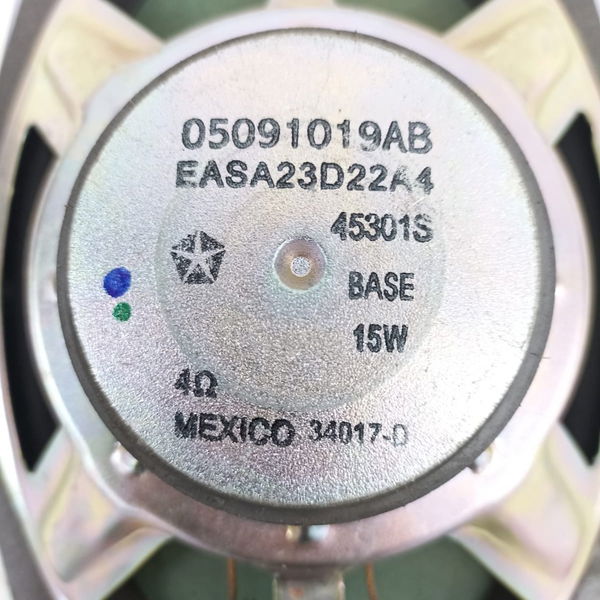 05091019AB
EASA23D22A4
45301S
BASE
15W
4Ω
MEXICO 34017-D